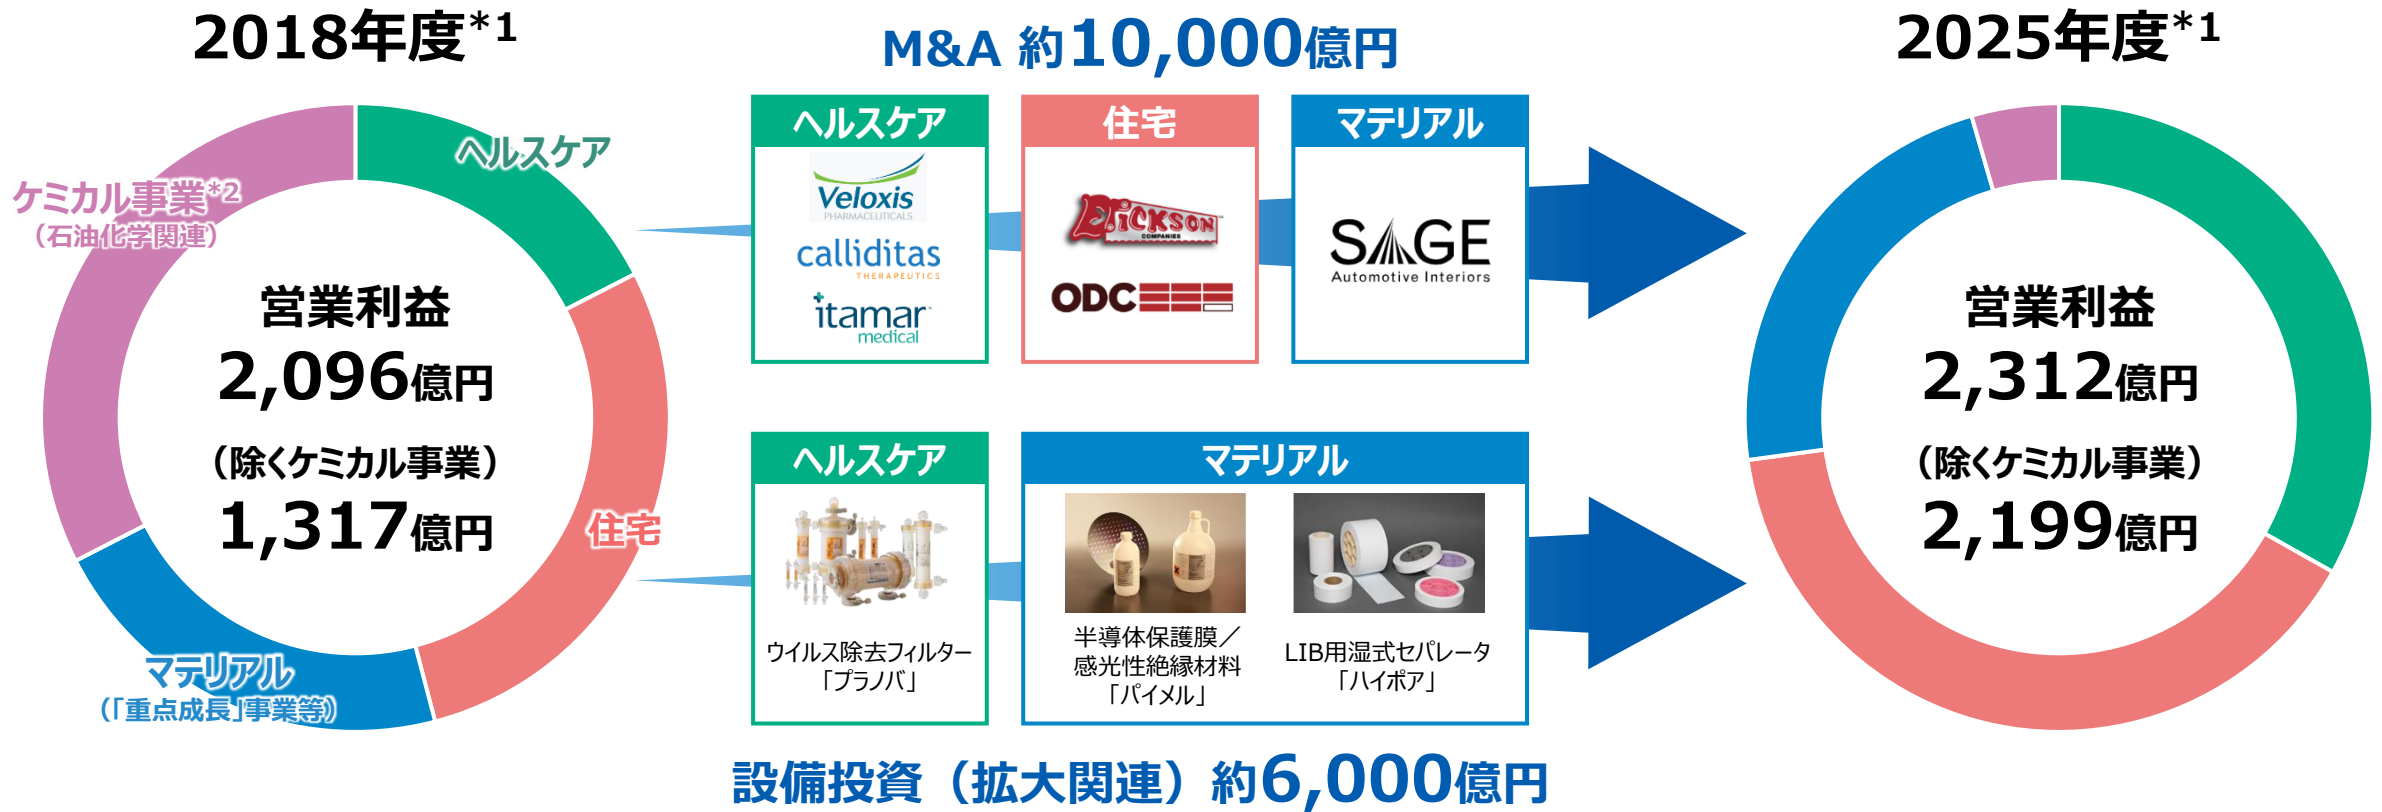 2018年度*1
ヘルスケア
ケミカル事業*2
（石油化学関連）
営業利益
2,096億円
（除くケミカル事業）
1,317億円
住宅
マテリアル
（「重点成長」事業等）
M&A 約10,000億円
ヘルスケア
Veloxis
PHARMACEUTICALS
calliditas
THERAPEUTICS
itamar™
medical
住宅
Erickson™
COMPANIES
ODC
マテリアル
SAGE
Automotive Interiors
ヘルスケア
ウイルス除去フィルター
「プラノバ」
マテリアル
半導体保護膜／
感光性絶縁材料
「パイメル」
LIB用湿式セパレータ
「ハイポア」
設備投資（拡大関連）約6,000億円
2025年度*1
営業利益
2,312億円
（除くケミカル事業）
2,199億円